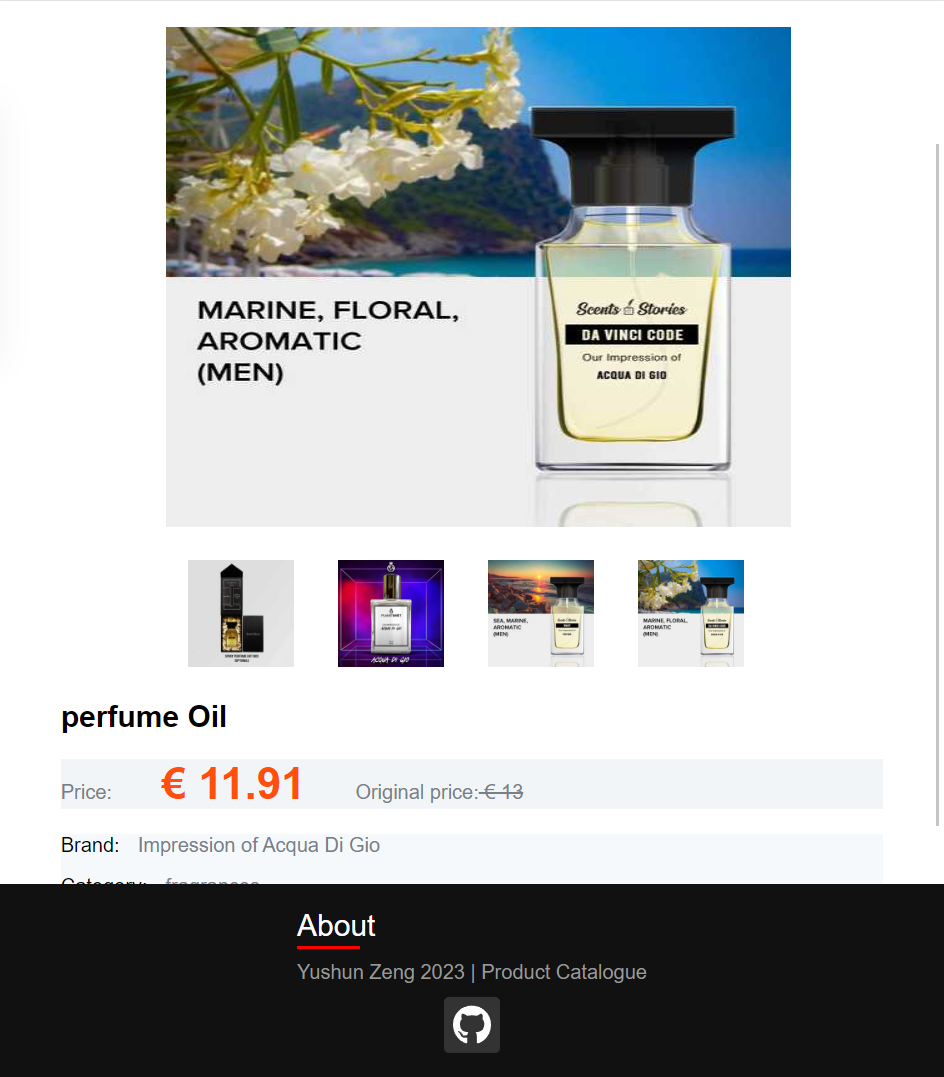 MARINE, FLORAL,
AROMATIC
(MEN)
Scents Stories
DA VINCI CODE
Our Impression of
ACQUA DI GIO
ACQUA DI GIO
SEA, MARINE,
AROMATIC
(MEN)
MARINE, FLORAL,
AROMATIC
(MEN)
perfume Oil
Price: € 11.91 Original price: € 13
Brand: Impression of Acqua Di Gio
Category: fragrances
About
Yushun Zeng 2023 | Product Catalogue